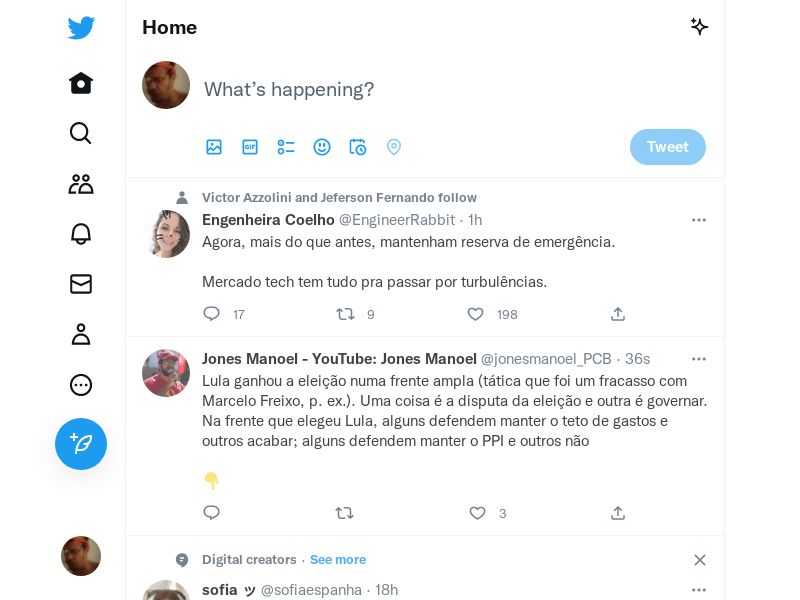 Home
What's happening?
GIF
Tweet
Victor Azzolini and Jeferson Fernando follow
Engenheira Coelho @EngineerRabbit · 1h
Agora, mais do que antes, mantenham reserva de emergência.
Mercado tech tem tudo pra passar por turbulências.
17 9 198
Jones Manoel - YouTube: Jones Manoel @jonesmanoel_PCB · 36s
Lula ganhou a eleição numa frente ampla (tática que foi um fracasso com
Marcelo Freixo, p. ex.). Uma coisa é a disputa da eleição e outra é governar.
Na frente que elegeu Lula, alguns defendem manter o teto de gastos e
outros acabar; alguns defendem manter o PPI e outros não
👇
3
Digital creators · See more
sofia ッ @sofiaespanha · 18h